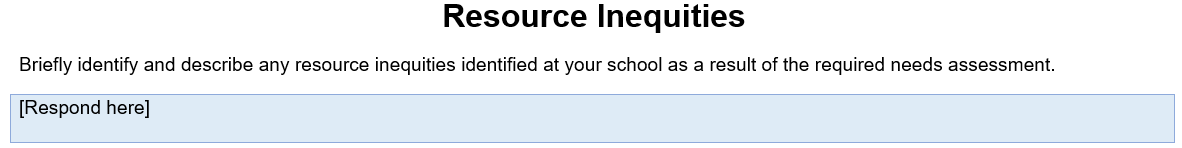 Resource Inequities
Briefly identify and describe any resource inequities identified at your school as a result of the required needs assessment.
[Respond here]